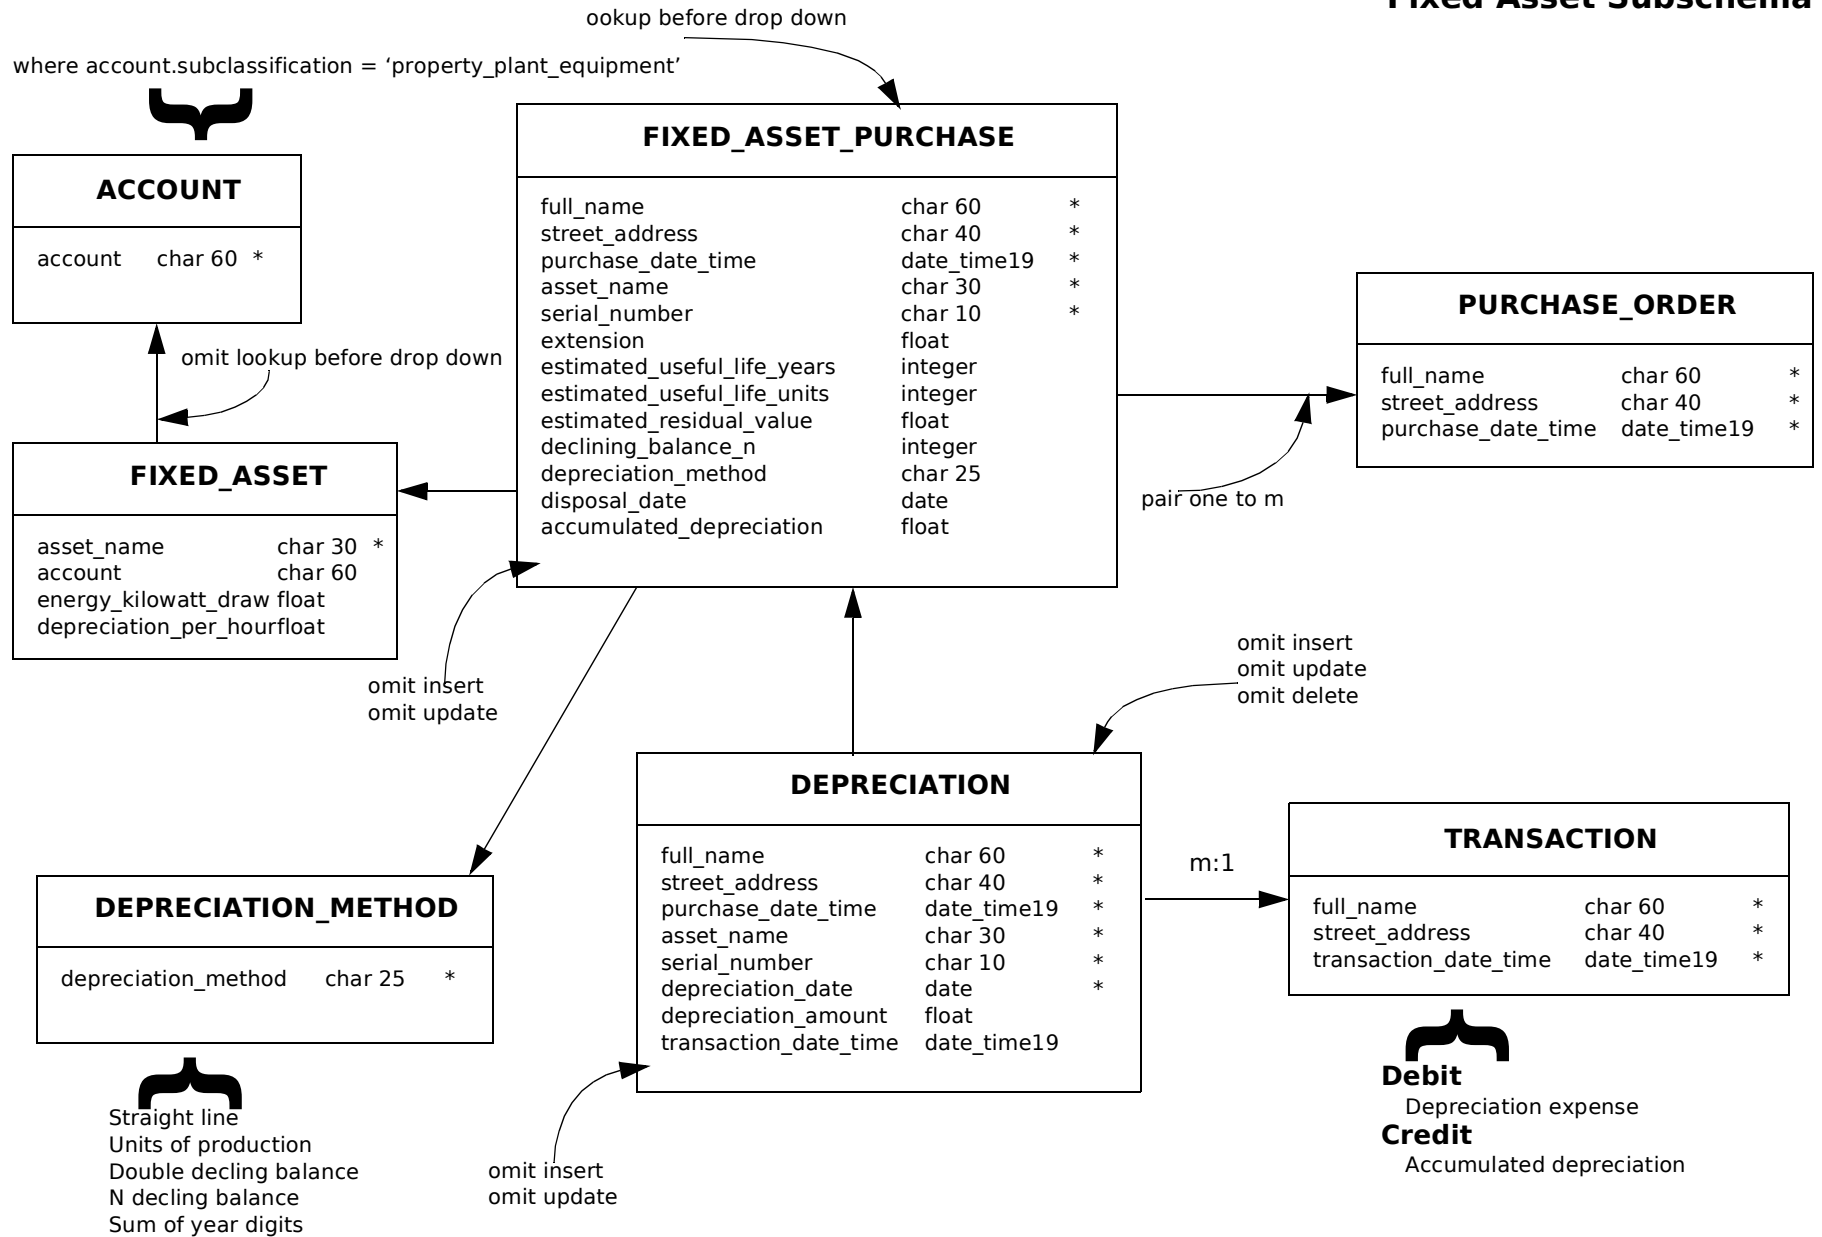 Fixed Asset Subschema
ookup before drop down
where account.subclassification = ‘property_plant_equipment’
FIXED_ASSET_PURCHASE
full_name char 60 *
street_address char 40 *
purchase_date_time date_time19 *
asset_name char 30 *
serial_number char 10 *
extension float
estimated_useful_life_years integer
estimated_useful_life_units integer
estimated_residual_value float
declining_balance_n integer
depreciation_method char 25
disposal_date date
accumulated_depreciation float
ACCOUNT
account char 60 *
omit lookup before drop down
PURCHASE_ORDER
full_name char 60 *
street_address char 40 *
purchase_date_time date_time19 *
pair one to m
FIXED_ASSET
asset_name char 30 *
account char 60
energy_kilowatt_draw float
depreciation_per_hourfloat
omit insert
omit update
omit insert
omit update
omit delete
DEPRECIATION
full_name char 60 *
street_address char 40 *
purchase_date_time date_time19 *
asset_name char 30 *
serial_number char 10 *
depreciation_date date *
depreciation_amount float
transaction_date_time date_time19
m:1
TRANSACTION
full_name char 60 *
street_address char 40 *
transaction_date_time date_time19 *
DEPRECIATION_METHOD
depreciation_method char 25 *
Straight line
Units of production
Double decling balance
N decling balance
Sum of year digits
omit insert
omit update
Debit
Depreciation expense
Credit
Accumulated depreciation